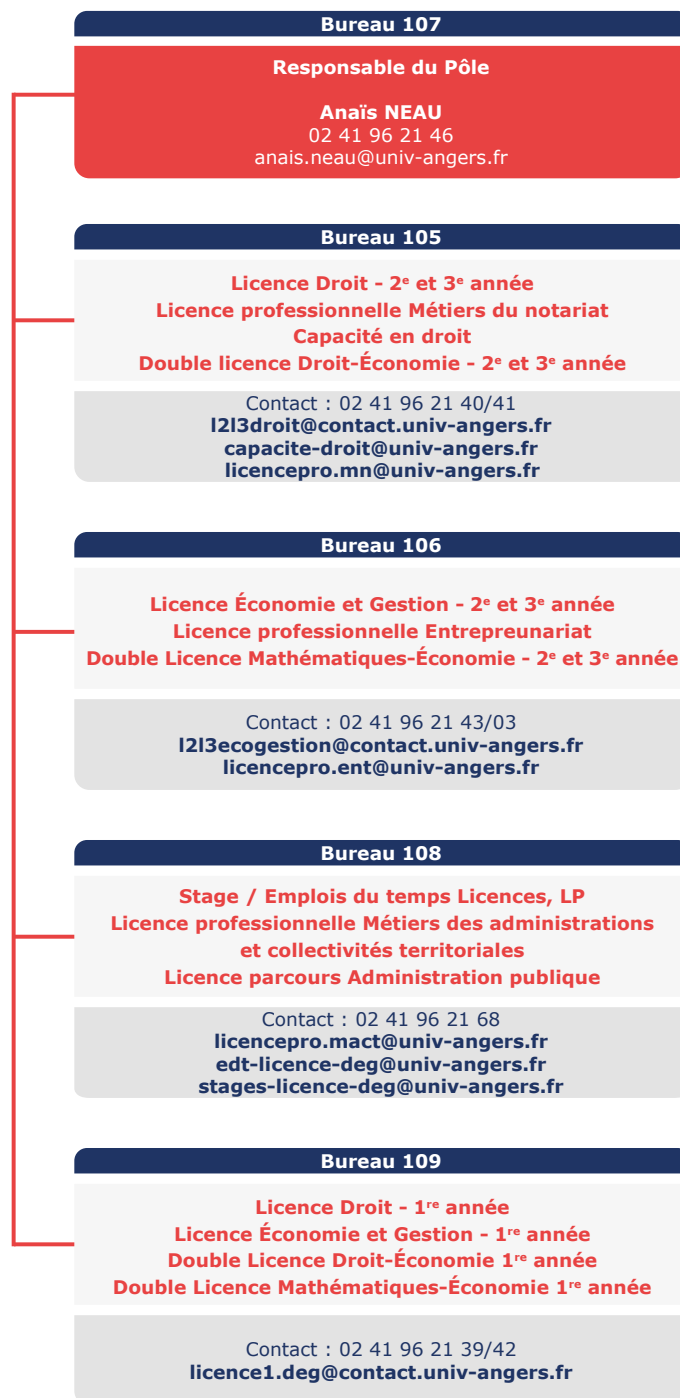 Bureau 107
Responsable du Pôle
Anaïs NEAU
02 41 96 21 46
anais.neau@univ-angers.fr
Bureau 105
Licence Droit - 2e et 3e année
Licence professionnelle Métiers du notariat
Capacité en droit
Double licence Droit-Économie - 2e et 3e année
Contact : 02 41 96 21 40/41
l2l3droit@contact.univ-angers.fr
capacite-droit@univ-angers.fr
licencepro.mn@univ-angers.fr
Bureau 106
Licence Économie et Gestion - 2e et 3e année
Licence professionnelle Entrepreunariat
Double Licence Mathématiques-Économie - 2e et 3e année
Contact : 02 41 96 21 43/03
l2l3ecogestion@contact.univ-angers.fr
licencepro.ent@univ-angers.fr
Bureau 108
Stage / Emplois du temps Licences, LP
Licence professionnelle Métiers des administrations
et collectivités territoriales
Licence parcours Administration publique
Contact : 02 41 96 21 68
licencepro.mact@univ-angers.fr
edt-licence-deg@univ-angers.fr
stages-licence-deg@univ-angers.fr
Bureau 109
Licence Droit - 1re année
Licence Économie et Gestion - 1re année
Double Licence Droit-Économie 1re année
Double Licence Mathématiques-Économie 1re année
Contact : 02 41 96 21 39/42
licence1.deg@contact.univ-angers.fr